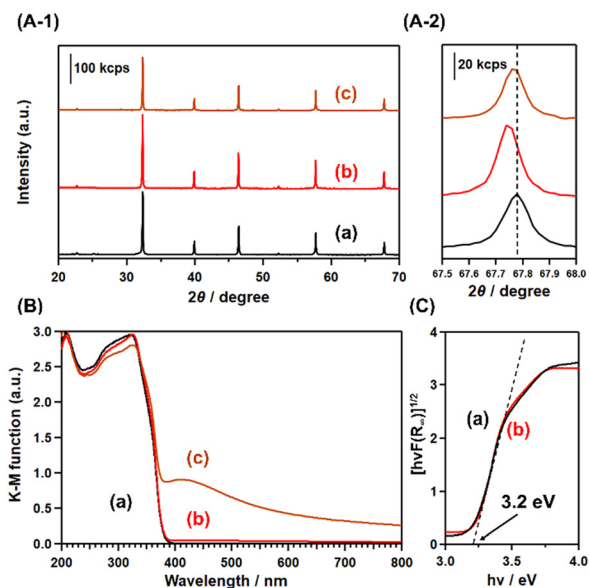 (A-1)
100 kcps
(c)
(b)
(a)
Intensity (a.u.)
20 30 40 50 60 70
2θ / degree
(A-2)
20 kcps
(c)
(b)
(a)
67.5 67.6 67.7 67.8 67.9 68.0
2θ / degree
(B)
3.0
2.5
2.0
1.5
1.0
0.5
0.0
K-M function (a.u.)
(c)
(a)
(b)
200 300 400 500 600 700 800
Wavelength / nm
(C)
4
3
2
1
0
[hνF(R∞)]1/2
(a)
(b)
3.2 eV
3.0 3.5 4.0
hν / eV